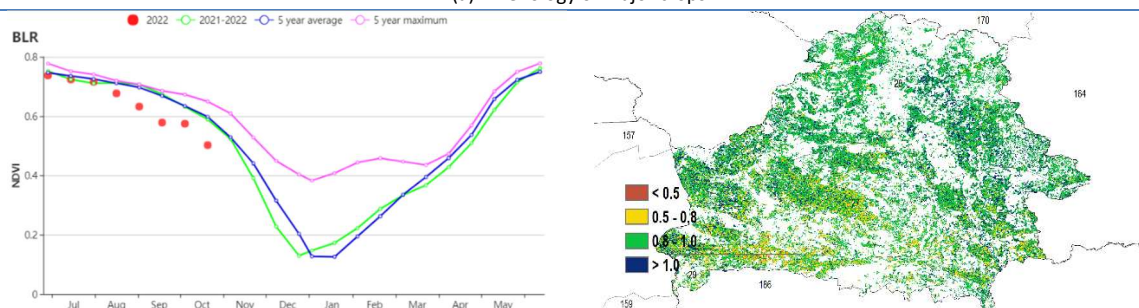 2022 2021-2022 5 year average 5 year maximum
BLR
0.8
0.6
0.4
0.2
0
NDVI
Jul Aug Sep Oct Nov Dec Jan Feb Mar Apr May
170
164
157
< 0.5
0.5 - 0.8
0.8 - 1.0
> 1.0
29
166
159